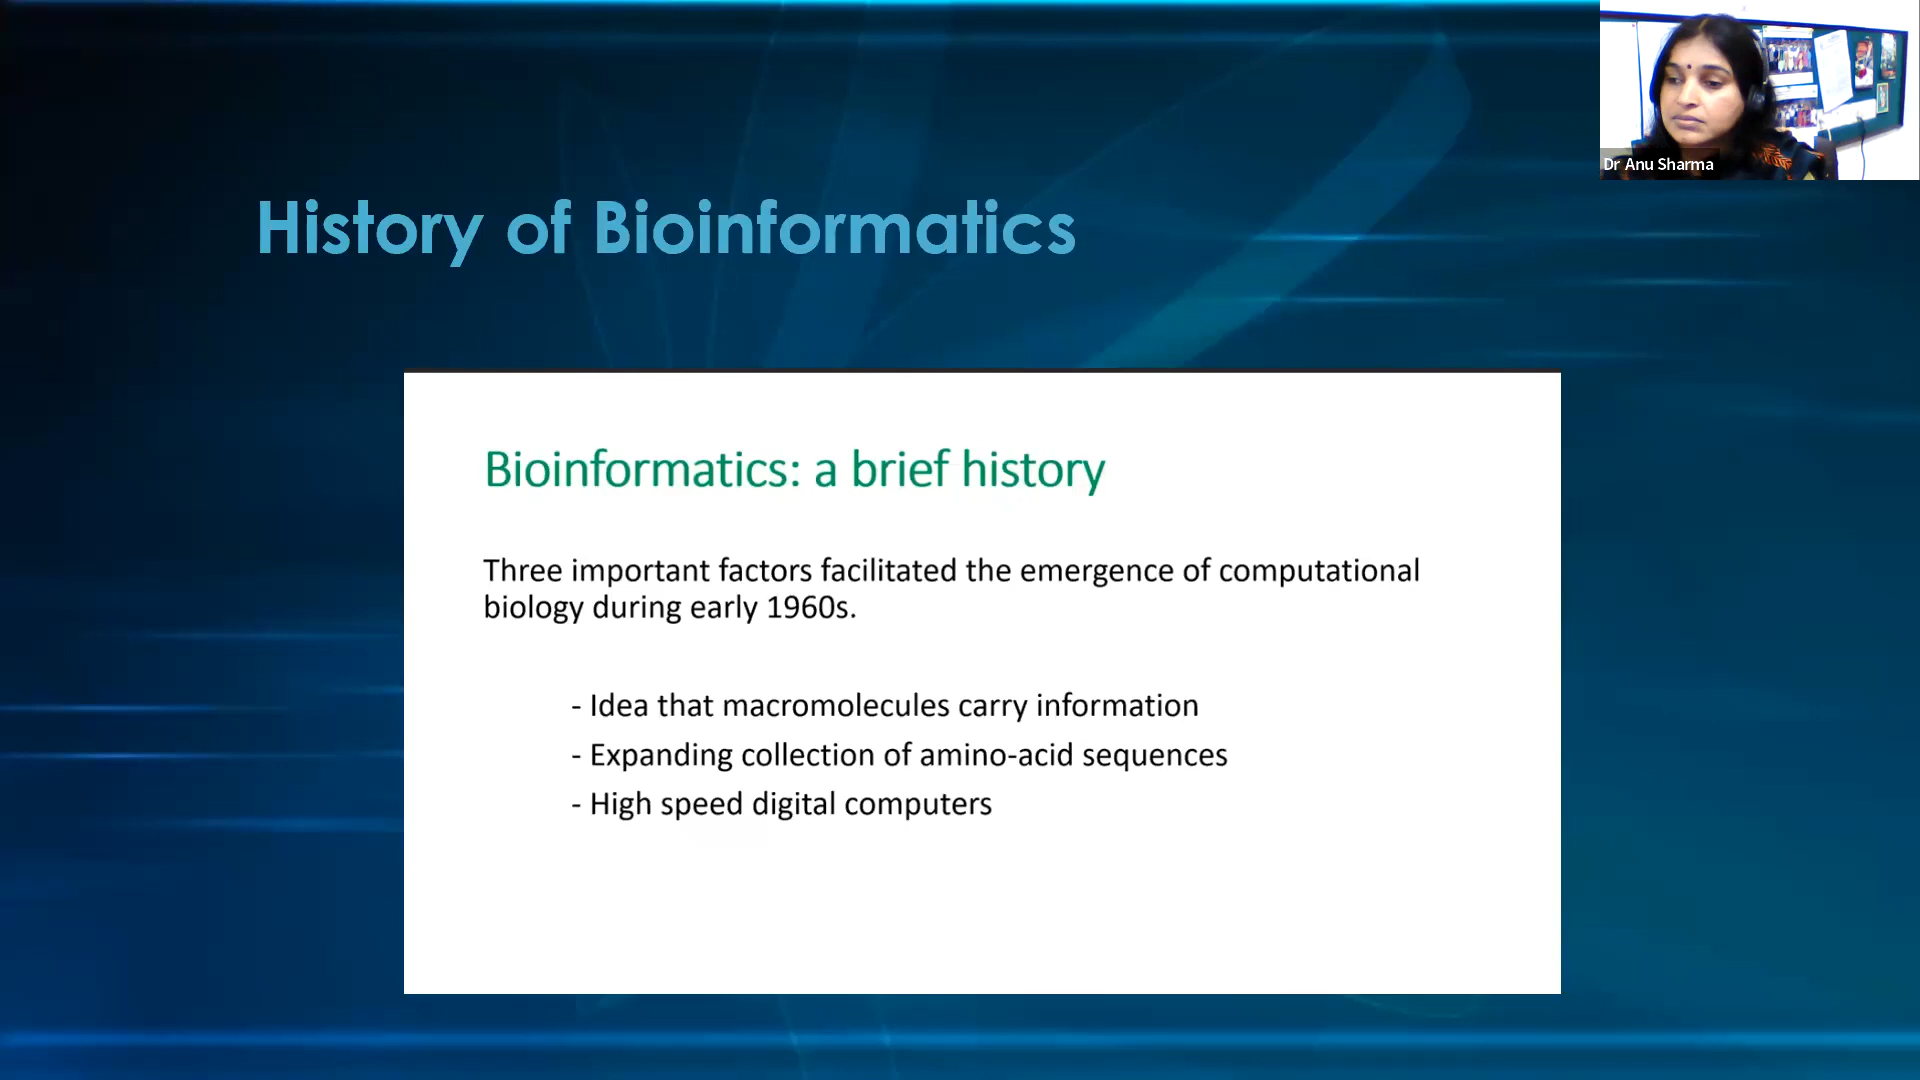 History of Bioinformatics
Dr Anu Sharma
Bioinformatics: a brief history
Three important factors facilitated the emergence of computational
biology during early 1960s.
- Idea that macromolecules carry information
- Expanding collection of amino-acid sequences
- High speed digital computers